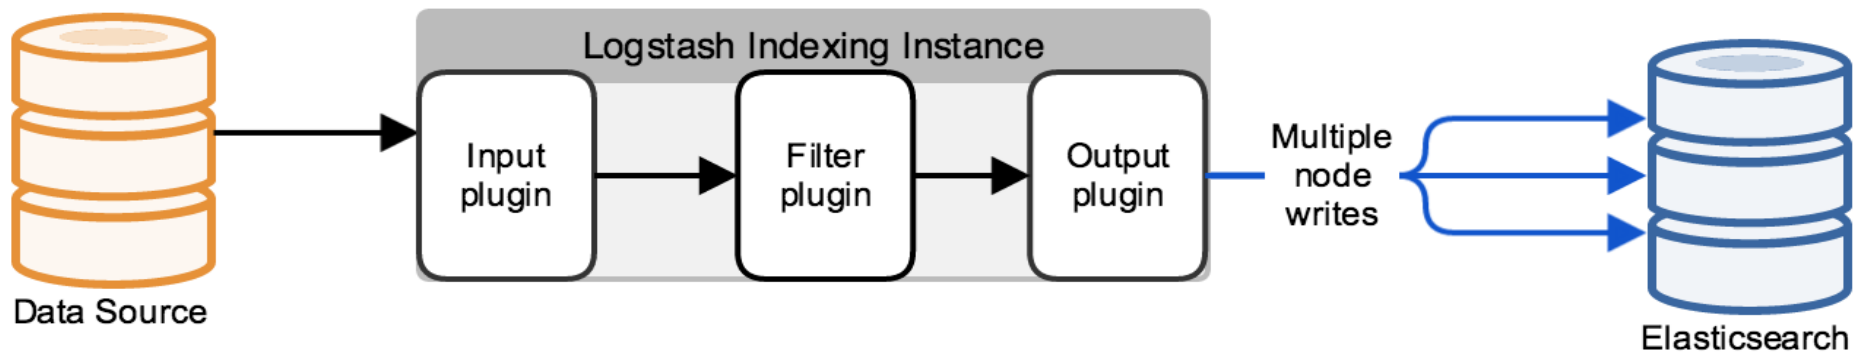 Logstash Indexing Instance
Input
plugin
Filter
plugin
Output
plugin
Multiple
node
writes
Data Source
Elasticsearch